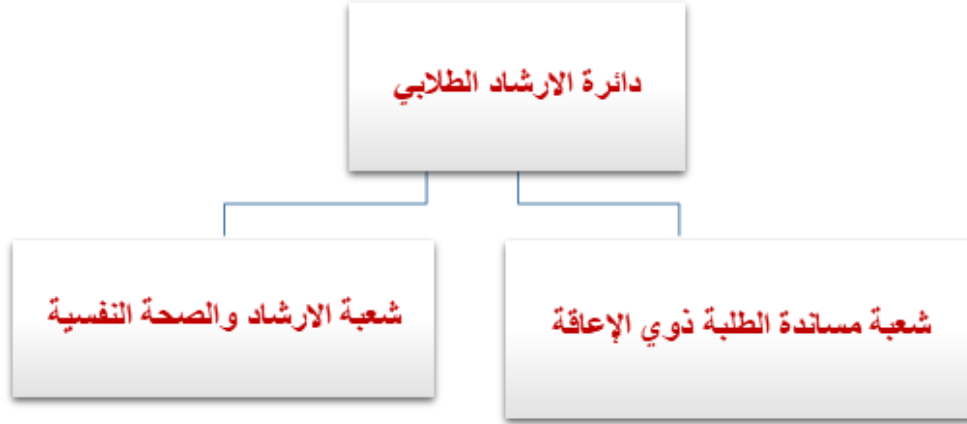 دائرة الارشاد الطلابي
شعبة مساندة الطلبة ذوي الإعاقة
شعبة الارشاد والصحة النفسية